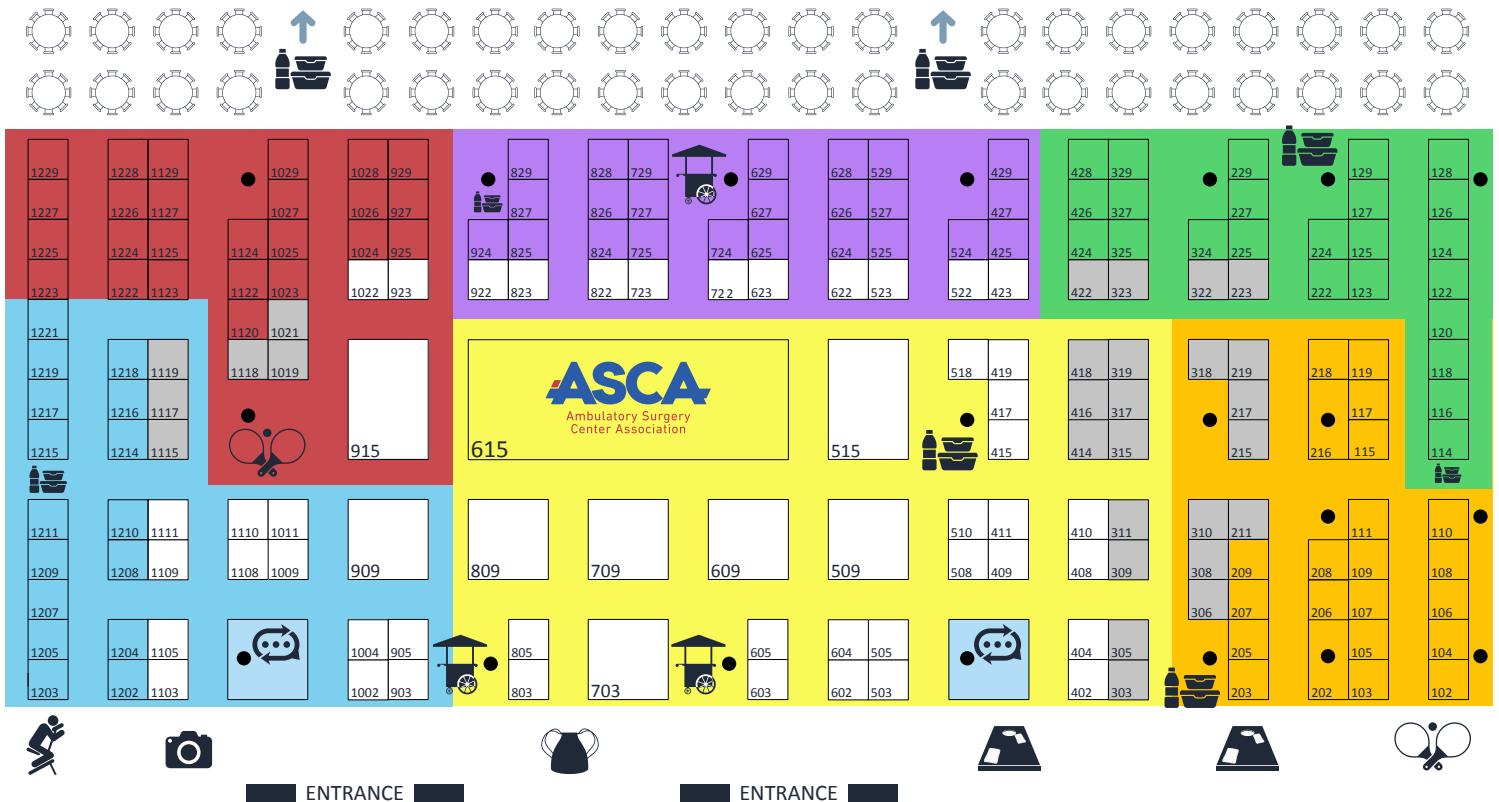 1229 1228 1129 1029 1028 929 829 828 729 629 628 529 429 428 329 229 129 128
1227 1226 1127 1027 1026 927 827 826 727 627 626 527 427 426 327 227 127 126
1225 1224 1125 1124 1025 1024 925 924 825 824 725 724 625 624 525 524 425 424 325 324 225 224 125 124
1223 1222 1123 1122 1023 1022 923 922 823 822 723 722 623 622 523 522 423 422 323 322 223 222 123 122
1221 1120 1021 120
1219 1218 1119 1118 1019 518 419 418 319 318 219 218 119 118
ASCA
Ambulatory Surgery
Center Association
1217 1216 1117 417 416 317 217 117 116
1215 1214 1115 915 615 515 415 414 315 215 216 115 114
1211 1210 1111 1110 1011 510 411 410 311 310 211 111 110
1209 1208 1109 1108 1009 909 809 709 609 509 508 409 408 309 308 209 208 109 108
1207 306 207 206 107 106
1205 1204 1105 1004 905 805 605 604 505 404 305 205 105 104
1203 1202 1103 1002 903 803 703 603 602 503 402 303 203 202 103 102
ENTRANCE ENTRANCE